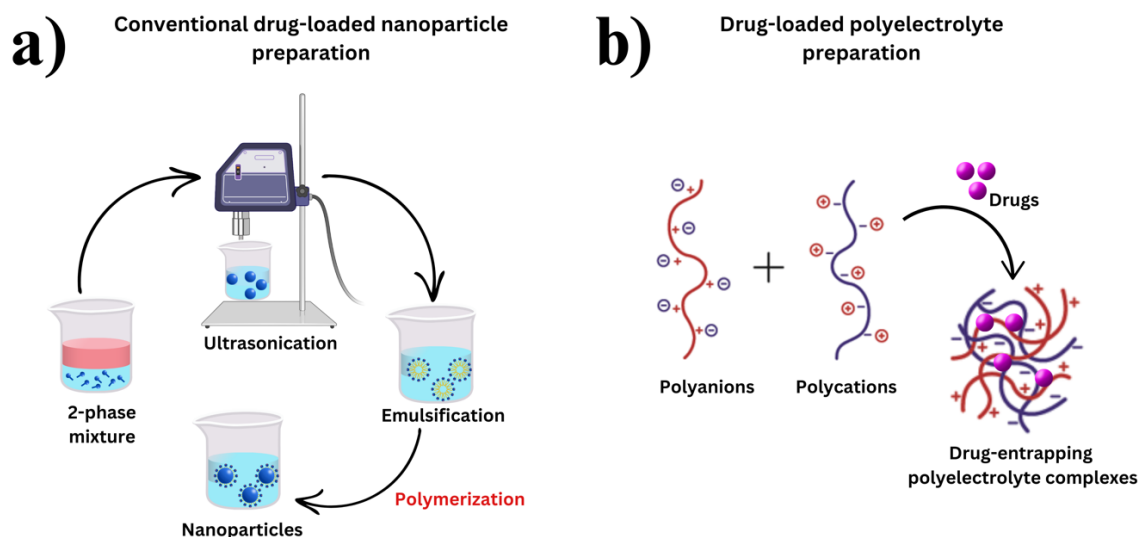 a)
Conventional drug-loaded nanoparticle
preparation
Ultrasonication
2-phase
mixture
Emulsification
Polymerization
Nanoparticles
b)
Drug-loaded polyelectrolyte
preparation
Drugs
Polyanions
+
Polycations
Drug-entrapping
polyelectrolyte complexes